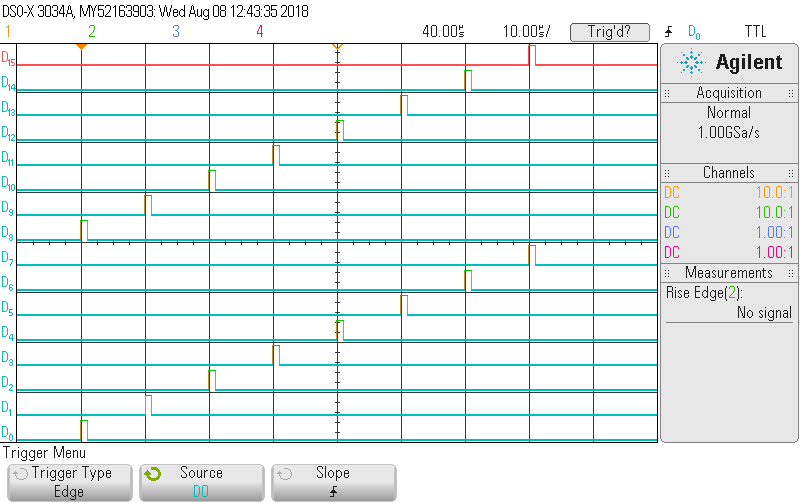 DSO-X 3034A, MY52163903: Wed Aug 08 12:43:35 2018
1 2 3 4 40.00s 10.00s/ Trig'd? D0 TTL
D15
D14
D13
D12
D11
D10
D9
D8
D7
D6
D5
D4
D3
D2
D1
D0
Agilent
Acquisition
Normal
1.00GSa/s
Channels
DC 10.0:1
DC 10.0:1
DC 1.00:1
DC 1.00:1
Measurements
Rise Edge(2):
No signal
Trigger Menu
Trigger Type
Edge
Source
D0
Slope